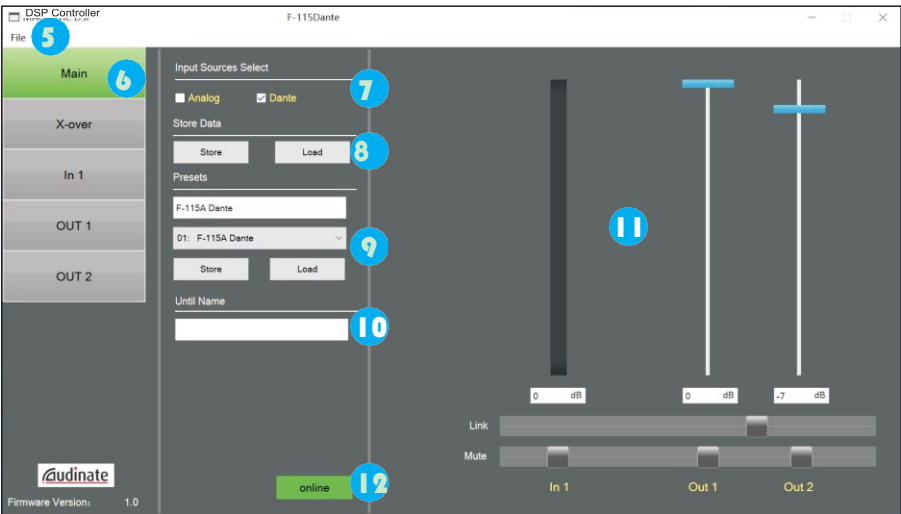 DSP Controller
F-115Dante
File
5
Main
6
X-over
In 1
OUT 1
OUT 2
Audinate
Firmware Version: 1.0
Input Sources Select
Analog
Dante
7
Store Data
Store
Load
8
Presets
F-115A Dante
01: F-115A Dante
9
Store
Load
Until Name
10
online
12
11
0 dB
0 dB
-7 dB
Link
Mute
In 1
Out 1
Out 2